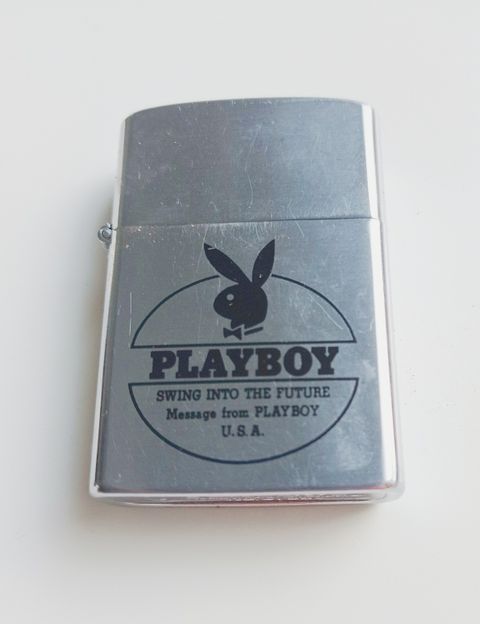 PLAYBOY
SWING INTO THE FUTURE
Message from PLAYBOY
U.S.A.